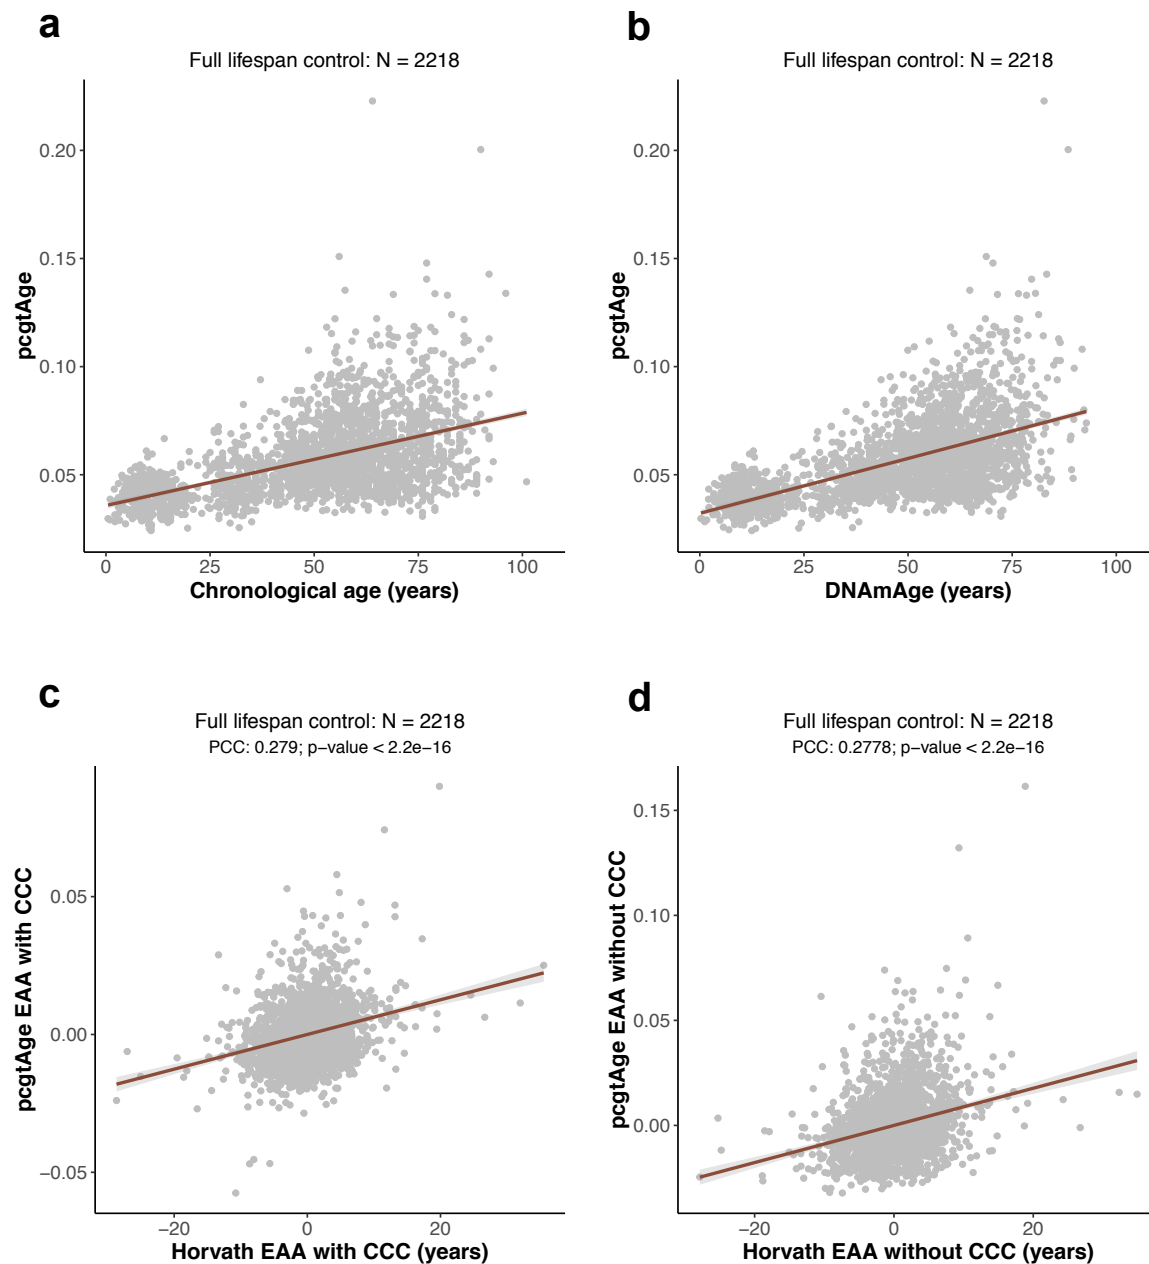 a
Full lifespan control: N = 2218
0.20
0.15
0.10
0.05
pcgtAge
0 25 50 75 100
Chronological age (years)
b
Full lifespan control: N = 2218
0.20
0.15
0.10
0.05
pcgtAge
0 25 50 75 100
DNAmAge (years)
c
Full lifespan control: N = 2218
PCC: 0.279; p−value < 2.2e−16
0.05
0.00
−0.05
pcgtAge EAA with CCC
−20 0 20
Horvath EAA with CCC (years)
d
Full lifespan control: N = 2218
PCC: 0.2778; p−value < 2.2e−16
0.15
0.10
0.05
0.00
pcgtAge EAA without CCC
−20 0 20
Horvath EAA without CCC (years)